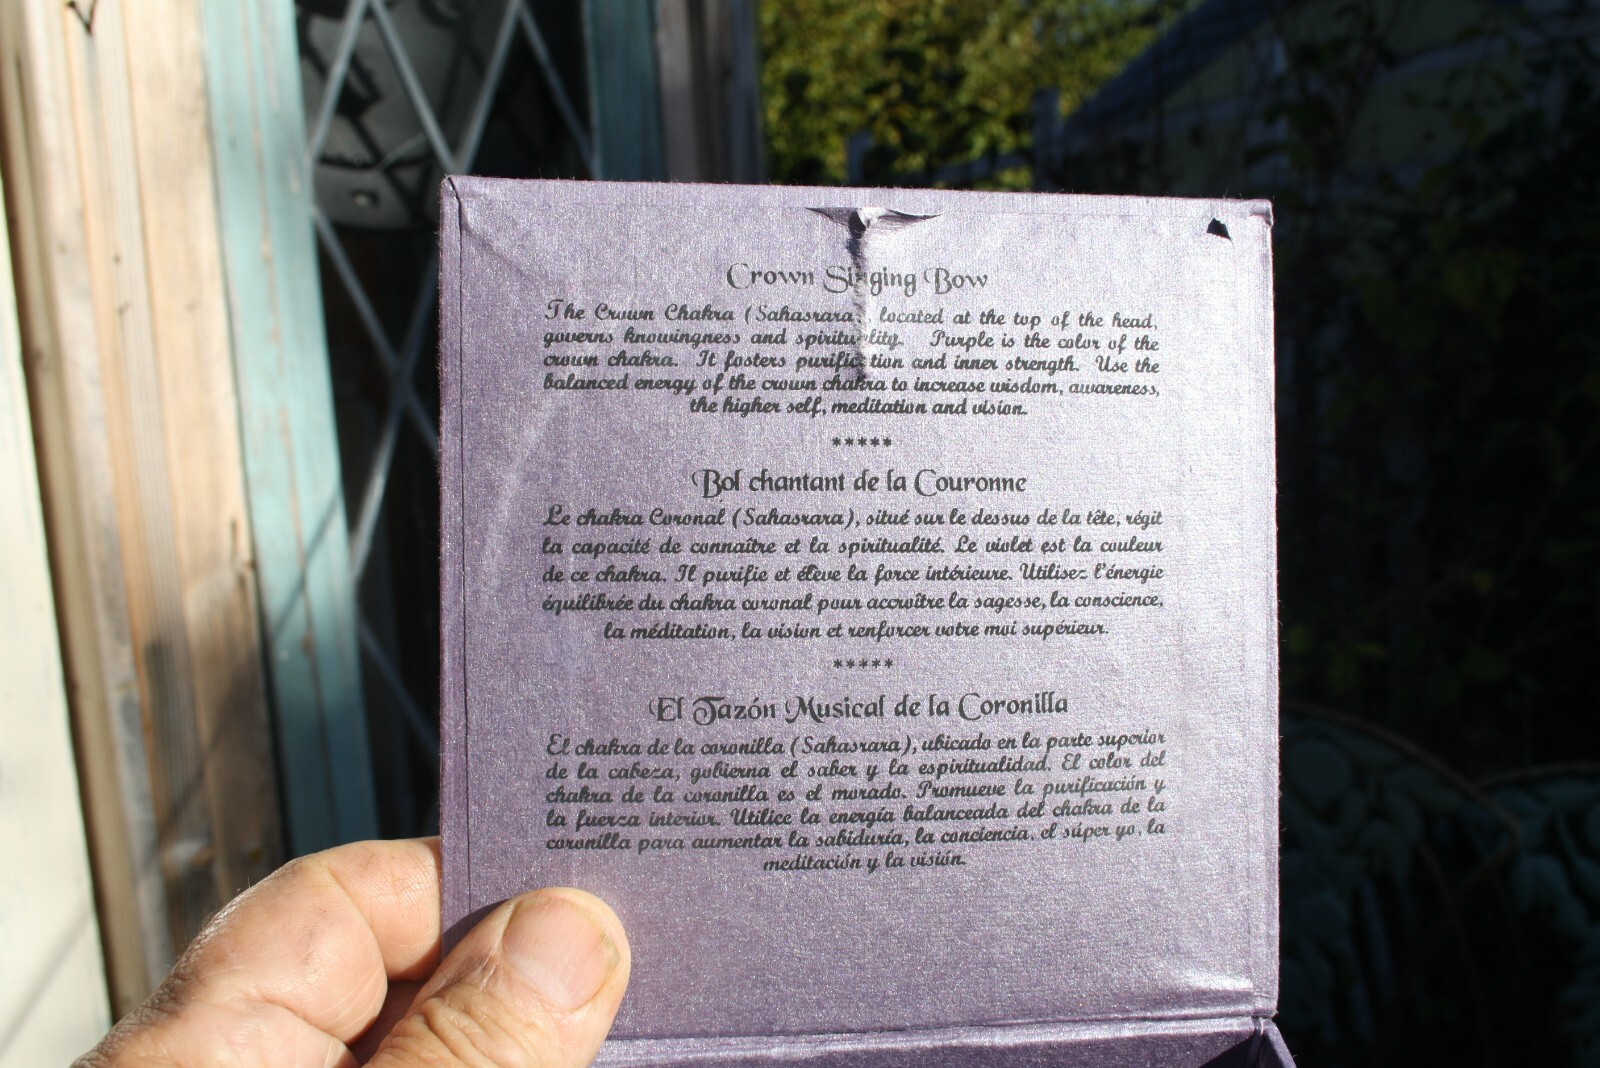 Crown Singing Bow
The Crown Chakra (Sahasrara), located at the top of the head,
governs knowingness and spirituality. Purple is the color of the
crown chakra. It fosters purification and inner strength. Use the
balanced energy of the crown chakra to increase wisdom, awareness,
the higher self, meditation and vision.
*****
Bol chantant de la Couronne
Le chakra Coronal (Sahasrara), situé sur le dessus de la tête, régit
la capacité de connaître et la spiritualité. Le violet est la couleur
de ce chakra. Il purifie et élève la force intérieure. Utilisez l'énergie
équilibrée du chakra coronal pour accroître la sagesse, la conscience,
la méditation, la vision et renforcer votre moi supérieur.
*****
El Tazón Musical de la Coronilla
El chakra de la coronilla (Sahasrara), ubicado en la parte superior
de la cabeza, gobierna el saber y la espiritualidad. El color del
chakra de la coronilla es el morado. Promueve la purificación y
la fuerza interior. Utilice la energía balanceada del chakra de la
coronilla para aumentar la sabiduría, la conciencia, el súper yo, la
meditación y la visión.